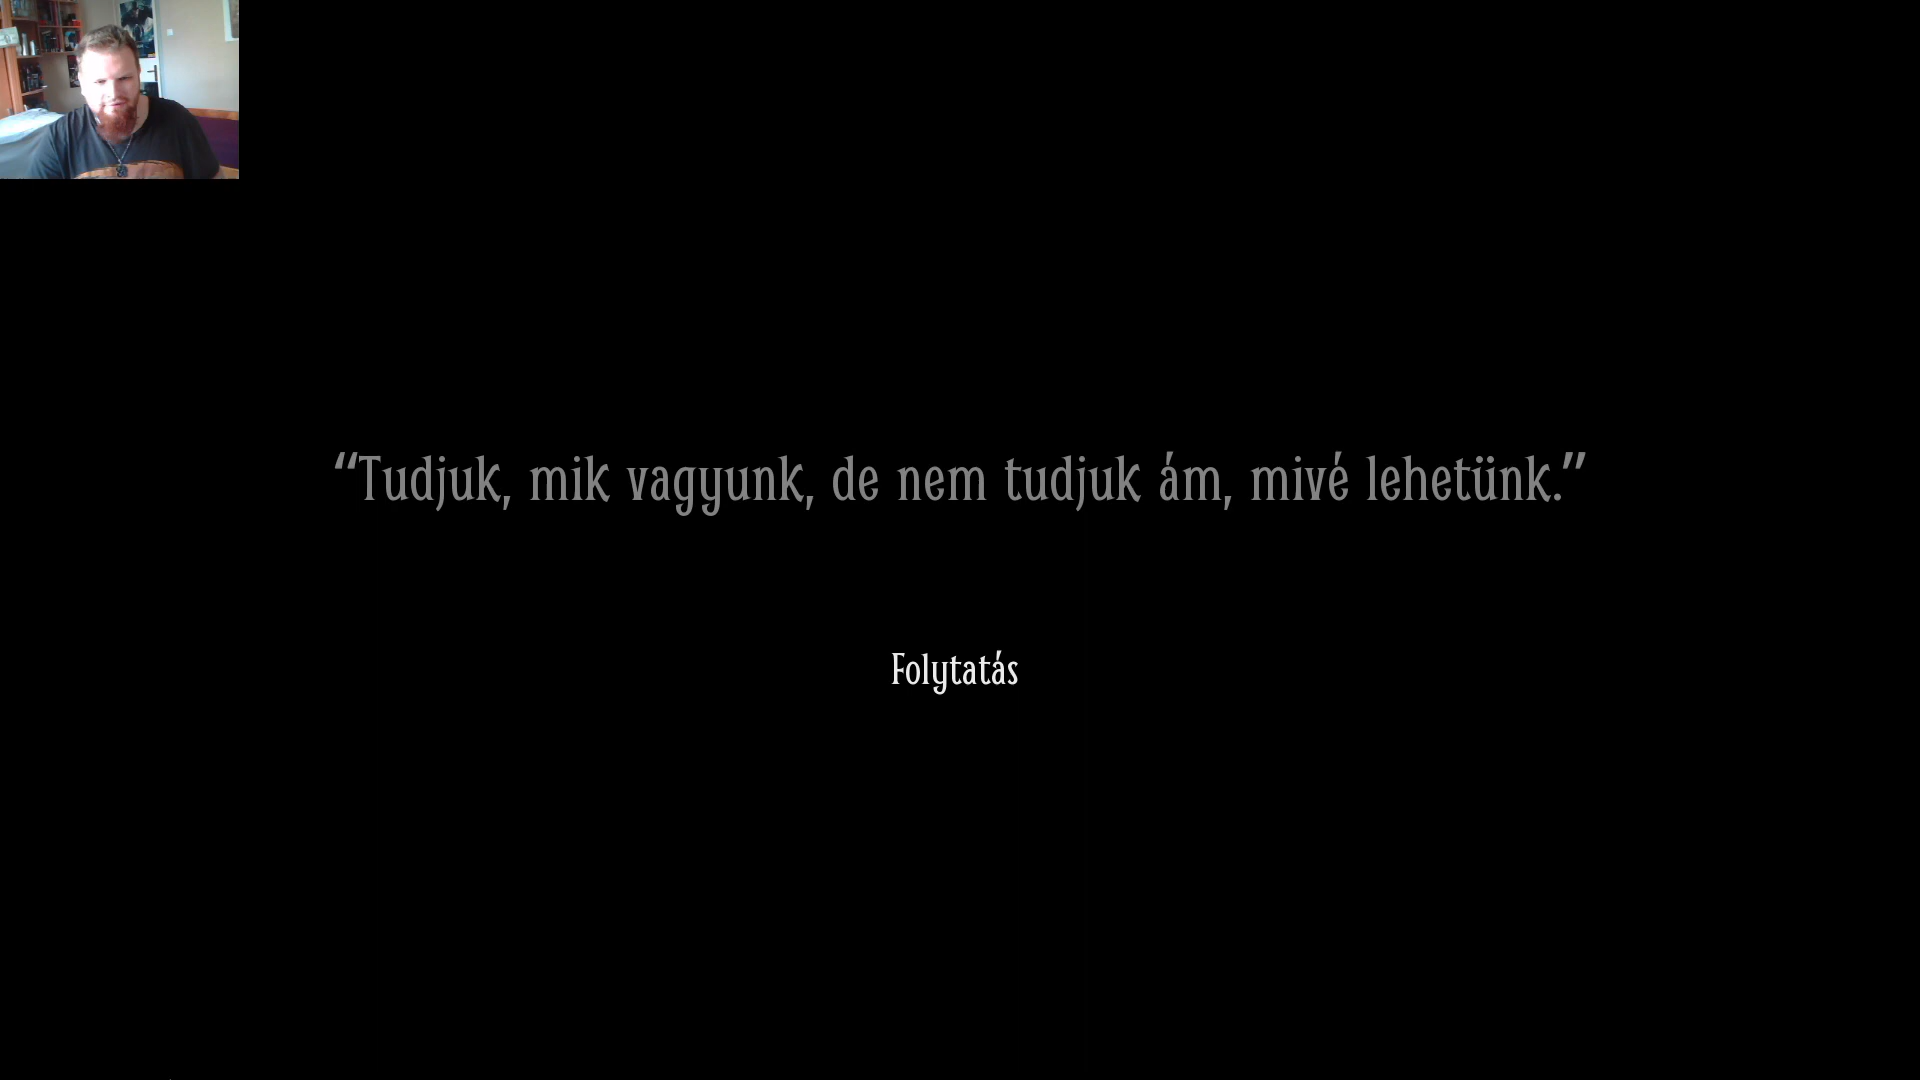 “Tudjuk, mik vagyunk, de nem tudjuk ám, mivé lehetünk.”
Folytatás